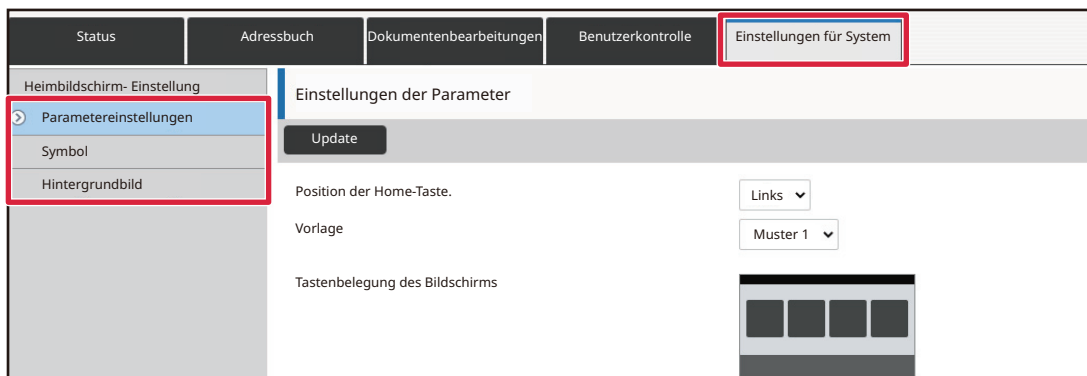 Status
Adressbuch
Dokumentenbearbeitungen
Benutzerkontrolle
Einstellungen für System
Heimbildschirm- Einstellung
Parametereinstellungen
Symbol
Hintergrundbild
Einstellungen der Parameter
Update
Position der Home-Taste.
Links
Vorlage
Muster 1
Tastenbelegung des Bildschirms